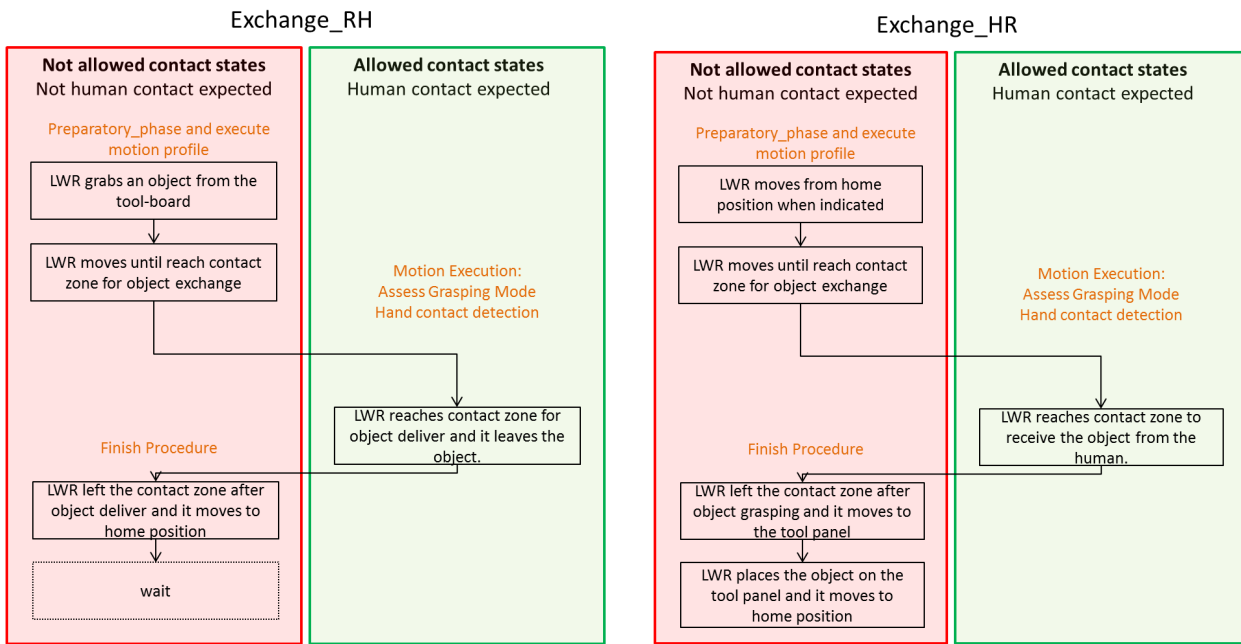 Exchange_RH
Not allowed contact states
Not human contact expected
Preparatory_phase and execute
motion profile
LWR grabs an object from the
tool-board
LWR moves until reach contact
zone for object exchange
Finish Procedure
LWR left the contact zone after
object deliver and it moves to
home position
wait
Allowed contact states
Human contact expected
Motion Execution:
Assess Grasping Mode
Hand contact detection
LWR reaches contact zone for
object deliver and it leaves the
object.
Exchange_HR
Not allowed contact states
Not human contact expected
Preparatory_phase and execute
motion profile
LWR moves from home
position when indicated
LWR moves until reach contact
zone for object exchange
Finish Procedure
LWR left the contact zone after
object grasping and it moves to
the tool panel
LWR places the object on the
tool panel and it moves to
home position
Allowed contact states
Human contact expected
Motion Execution:
Assess Grasping Mode
Hand contact detection
LWR reaches contact zone to
receive the object from the
human.